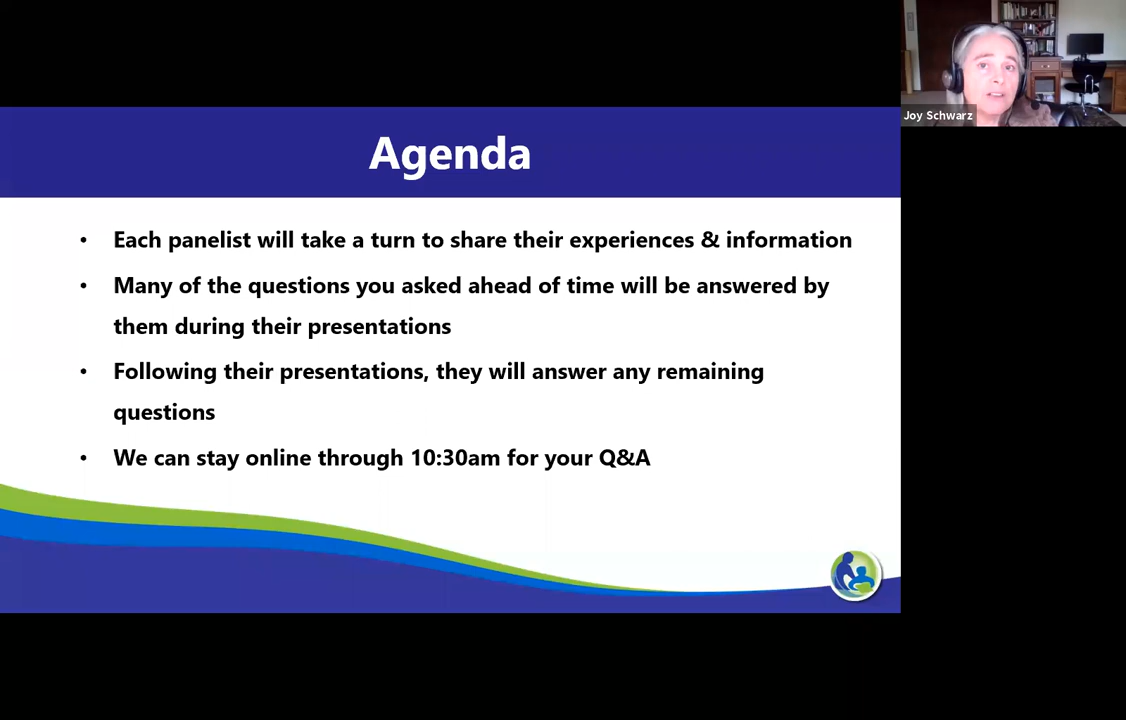 Joy Schwarz
Agenda
• Each panelist will take a turn to share their experiences & information
• Many of the questions you asked ahead of time will be answered by
them during their presentations
• Following their presentations, they will answer any remaining
questions
• We can stay online through 10:30am for your Q&A